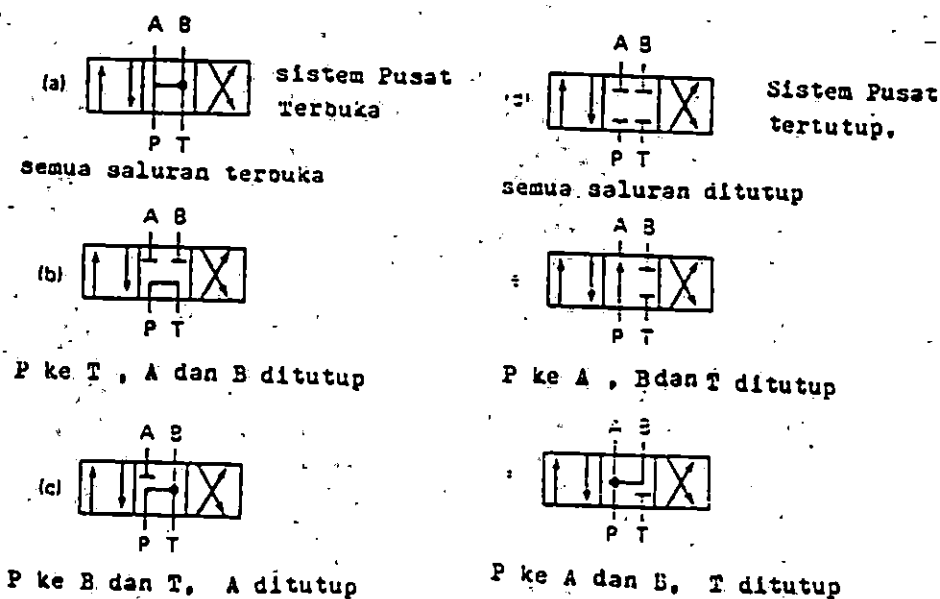 A B
(a)
sistem Pusat
Terbuka
P T
semua saluran terbuka
A B
Sistem Pusat
tertutup.
P T
semua saluran ditutup
A B
(b)
P T
P ke T, A dan B ditutup
A B
P T
P ke A, B dan T ditutup
A B
(c)
P T
P ke B dan T, A ditutup
A B
P T
P ke A dan B, T ditutup